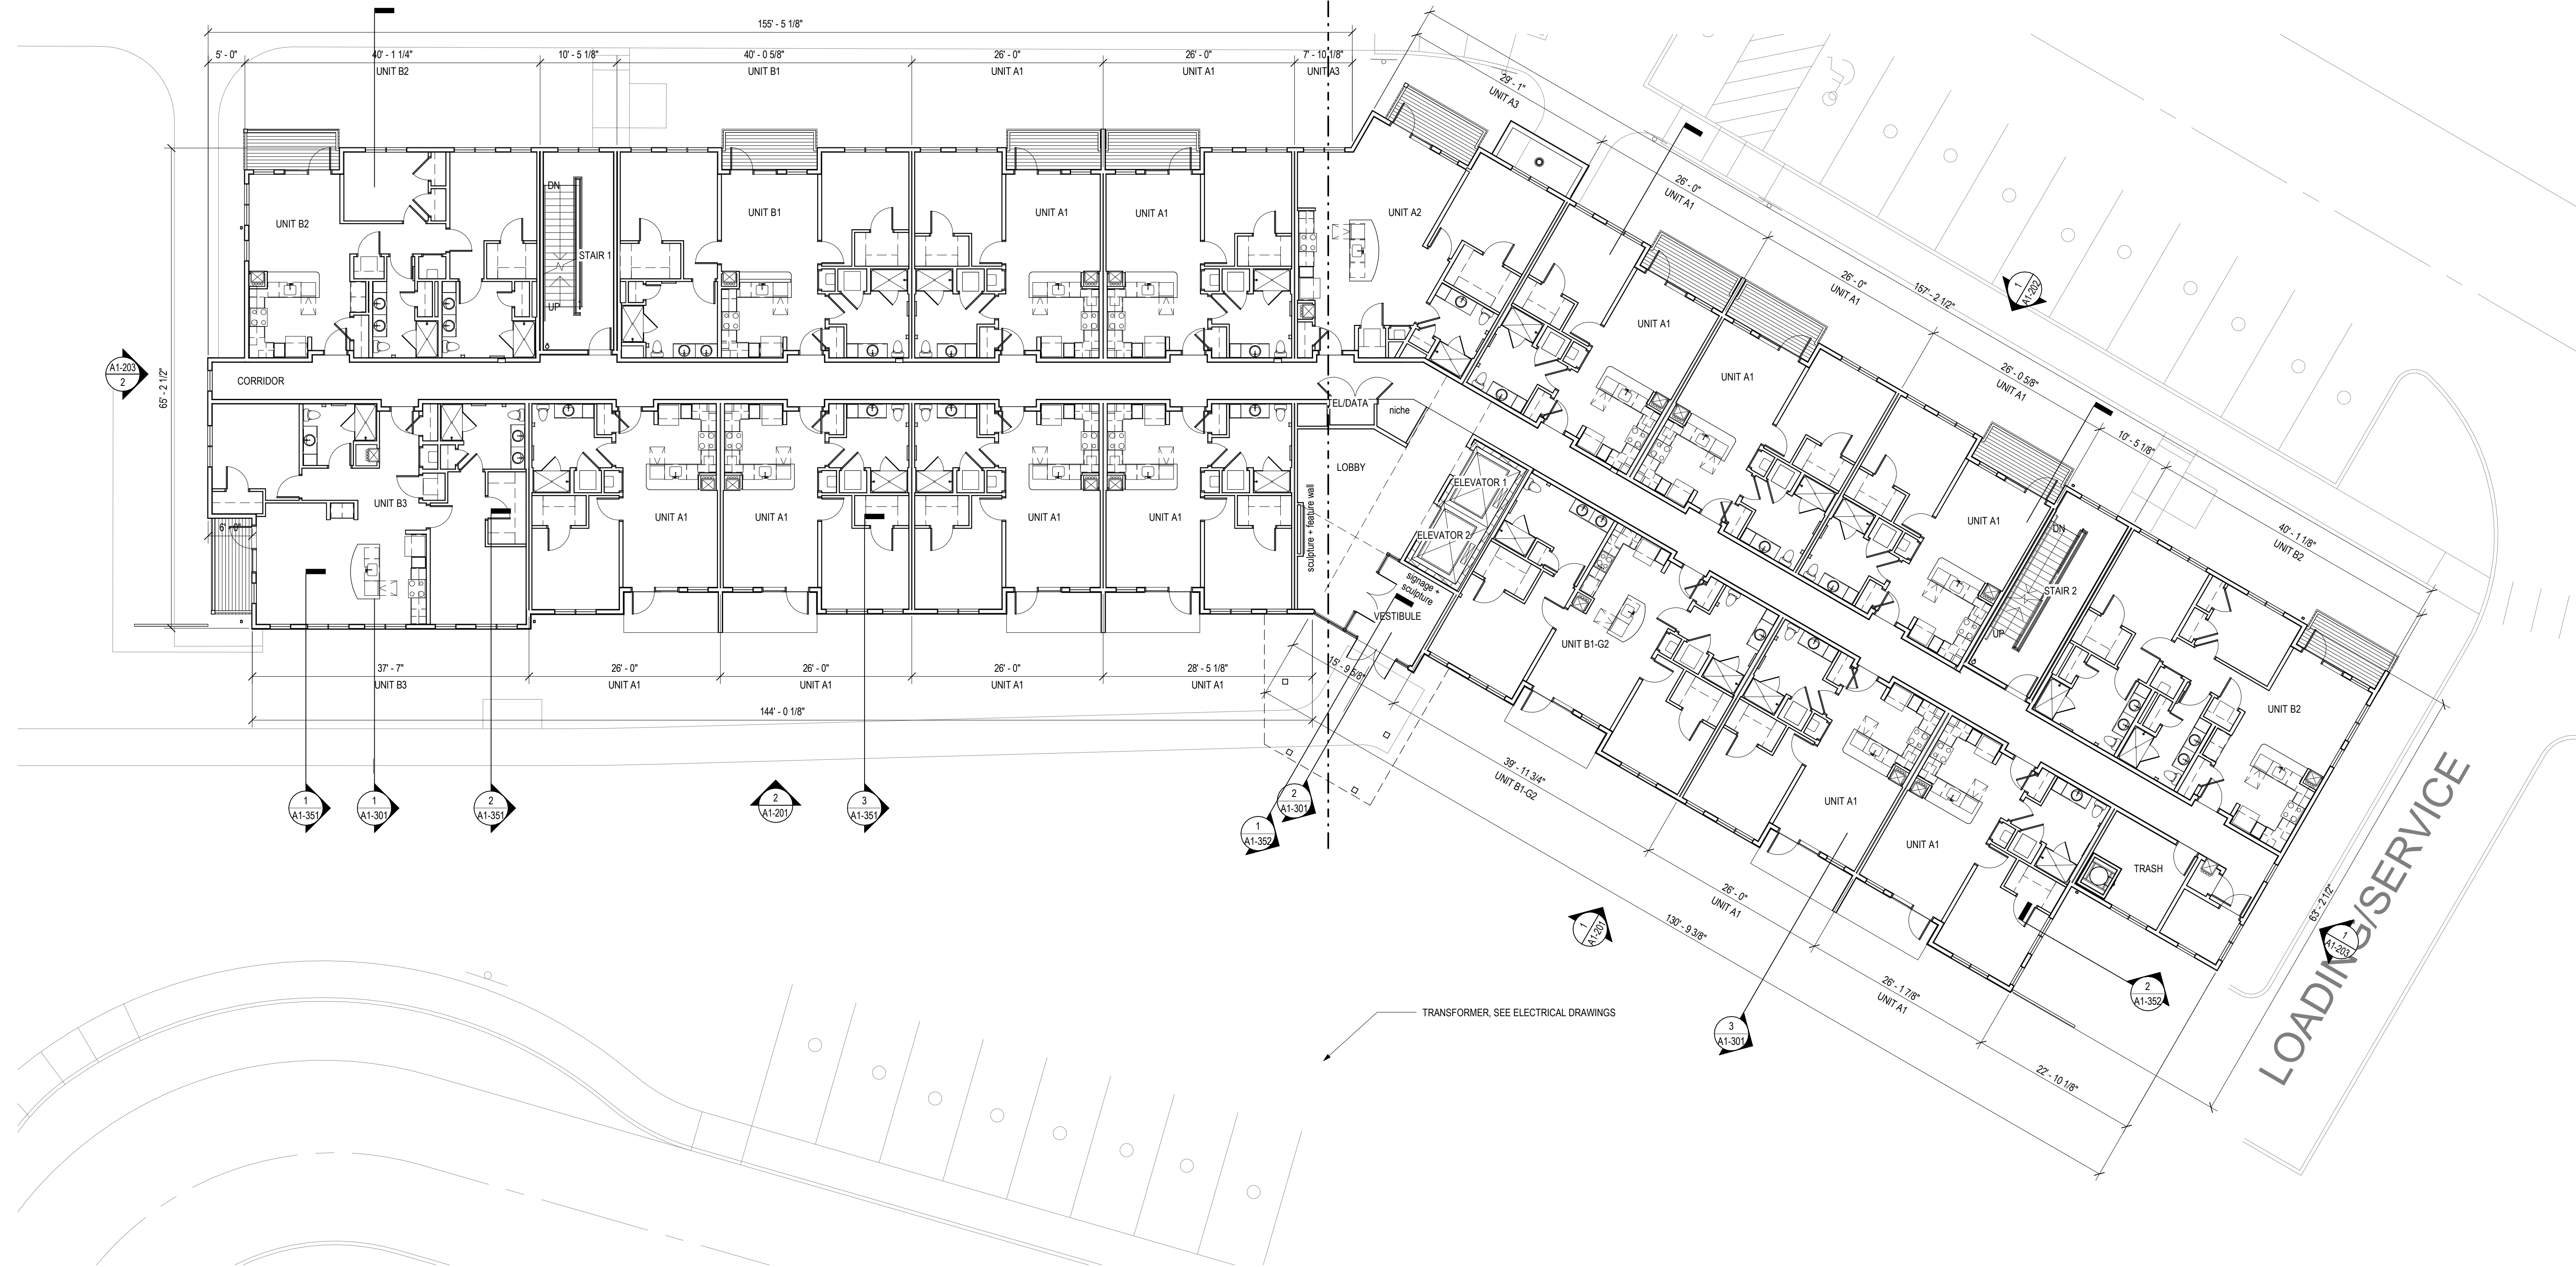 155' - 5 1/8"
5' - 0"
40' - 1 1/4"
UNIT B2
10' - 5 1/8"
40' - 0 5/8"
UNIT B1
26' - 0"
UNIT A1
26' - 0"
UNIT A1
7' - 10 1/8"
UNIT A3
29' - 1"
UNIT A3
26' - 0"
UNIT A1
26' - 0"
UNIT A1
157' - 2 1/2"
26' - 0 5/8"
UNIT A1
10' - 5 1/8"
40' - 1 1/8"
UNIT B2
1
A1-202
UNIT B2
DN
STAIR 1
UP
UNIT B1
UNIT A1
UNIT A1
UNIT A2
UNIT A1
UNIT A1
UNIT A1
DN
STAIR 2
UP
UNIT B2
A1-203
2
65' - 2 1/2"
CORRIDOR
TEL/DATA
niche
LOBBY
sculpture + feature wall
ELEVATOR 1
ELEVATOR 2
signage +
sculpture
VESTIBULE
UNIT B3
6' - 0"
UNIT A1
UNIT A1
UNIT A1
UNIT A1
UNIT B1-G2
UNIT A1
UNIT A1
TRASH
37' - 7"
UNIT B3
26' - 0"
UNIT A1
26' - 0"
UNIT A1
26' - 0"
UNIT A1
28' - 5 1/8"
UNIT A1
144' - 0 1/8"
15' - 9 5/8"
39' - 11 3/4"
UNIT B1-G2
26' - 0"
UNIT A1
130' - 9 3/8"
26' - 1 7/8"
UNIT A1
22' - 10 1/8"
63' - 2 1/2"
LOADING/SERVICE
1
A1-351
1
A1-301
2
A1-351
2
A1-201
3
A1-351
1
A1-352
2
A1-301
1
A1-201
3
A1-301
2
A1-352
1
A1-203
TRANSFORMER, SEE ELECTRICAL DRAWINGS